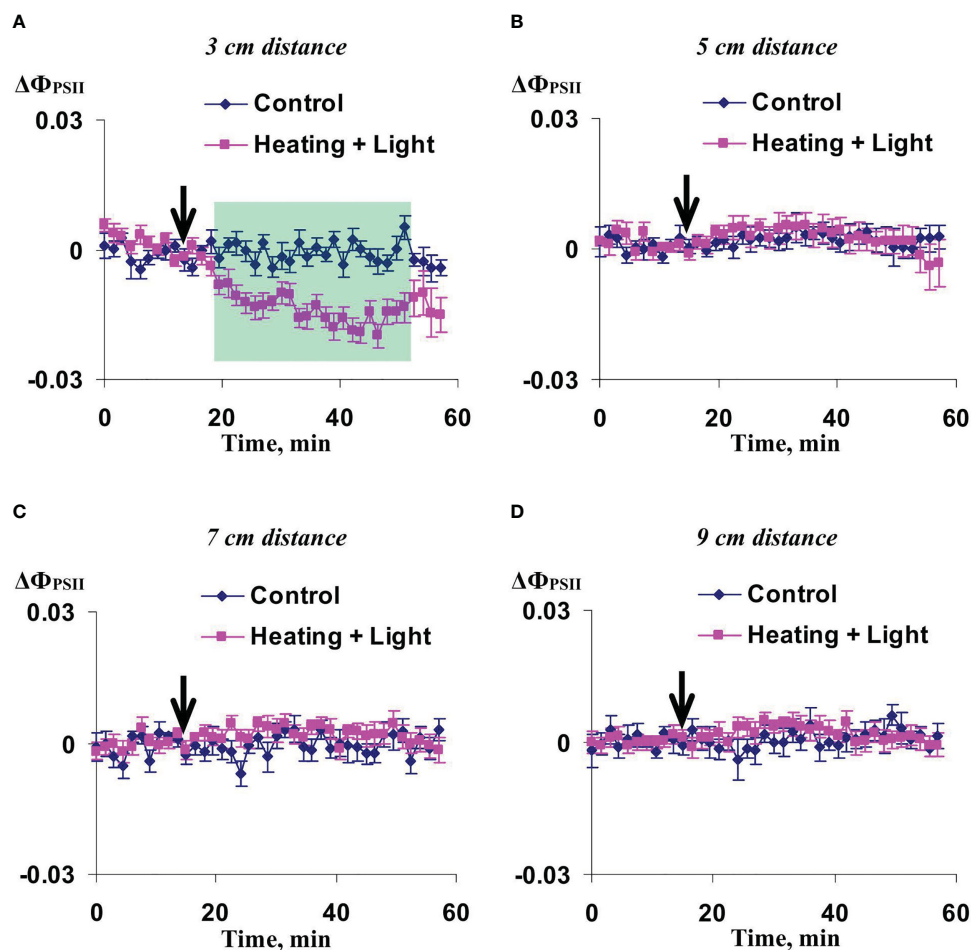 A
3 cm distance
ΔΦPSII
Control
Heating + Light
0.03
0
-0.03
0 20 40 60
Time, min
B
5 cm distance
ΔΦPSII
Control
Heating + Light
0.03
0
-0.03
0 20 40 60
Time, min
C
7 cm distance
ΔΦPSII
Control
Heating + Light
0.03
0
-0.03
0 20 40 60
Time, min
D
9 cm distance
ΔΦPSII
Control
Heating + Light
0.03
0
-0.03
0 20 40 60
Time, min